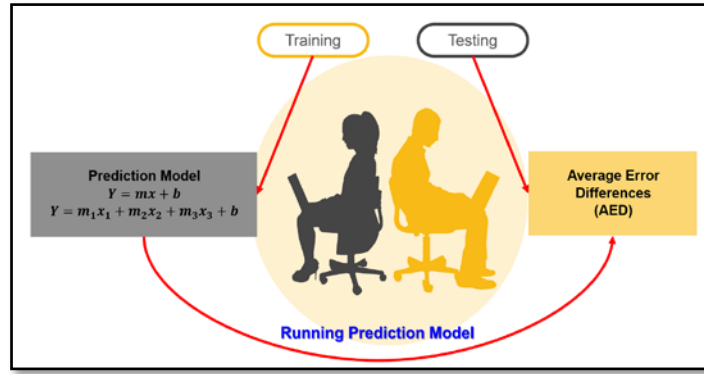 Training
Testing
Prediction Model
Y = mx + b
Y = m₁x₁ + m₂x₂ + m₃x₃ + b
Average Error
Differences
(AED)
Running Prediction Model